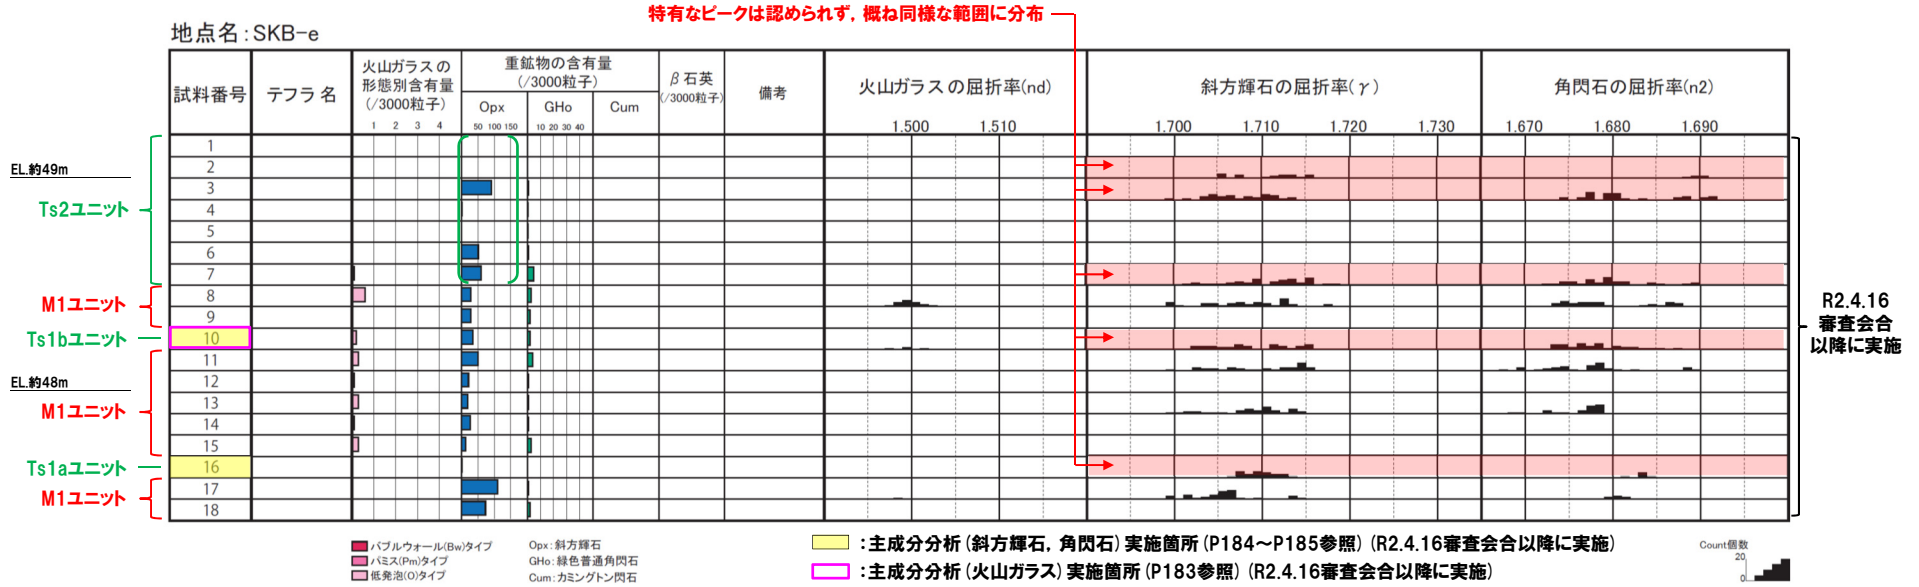 特有なピークは認められず，概ね同様な範囲に分布
地点名：SKB-e
試料番号
テフラ名
火山ガラスの
形態別含有量
(/3000粒子)
1 2 3 4
重鉱物の含有量
(/3000粒子)
Opx GHo Cum
50 100 150 10 20 30 40
β石英
(/3000粒子)
備考
火山ガラスの屈折率(nd)
1.500 1.510
斜方輝石の屈折率(γ)
1.700 1.710 1.720 1.730
角閃石の屈折率(n2)
1.670 1.680 1.690
1
2
3
4
5
6
7
8
9
10
11
12
13
14
15
16
17
18
EL.約49m
Ts2ユニット
M1ユニット
Ts1bユニット
EL.約48m
M1ユニット
Ts1aユニット
M1ユニット
R2.4.16
審査会合
以降に実施
バブルウォール(Bw)タイプ
パミス(Pm)タイプ
低発泡(O)タイプ
Opx：斜方輝石
GHo：緑色普通角閃石
Cum：カミングトン閃石
：主成分分析（斜方輝石，角閃石）実施箇所（P184～P185参照）（R2.4.16審査会合以降に実施）
：主成分分析（火山ガラス）実施箇所（P183参照）（R2.4.16審査会合以降に実施）
Count個数
20
0